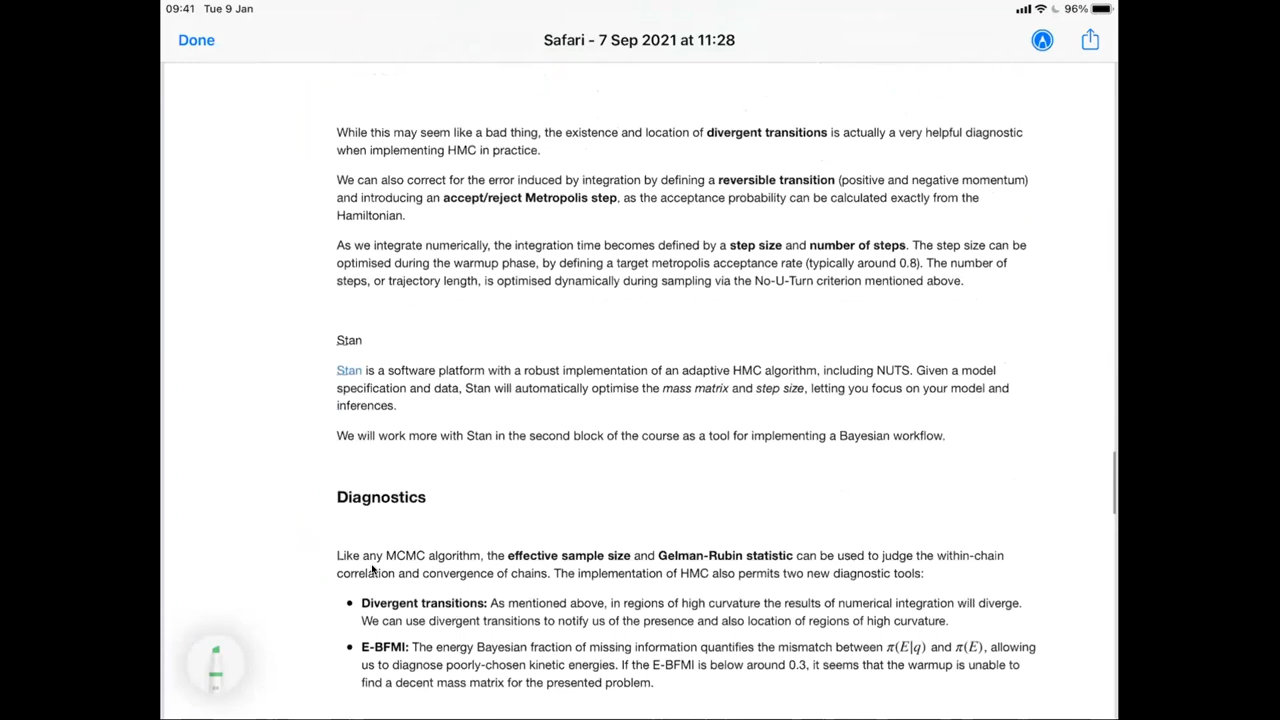 09:41 Tue 9 Jan
96%
Done
Safari - 7 Sep 2021 at 11:28
While this may seem like a bad thing, the existence and location of divergent transitions is actually a very helpful diagnostic
when implementing HMC in practice.
We can also correct for the error induced by integration by defining a reversible transition (positive and negative momentum)
and introducing an accept/reject Metropolis step, as the acceptance probability can be calculated exactly from the
Hamiltonian.
As we integrate numerically, the integration time becomes defined by a step size and number of steps. The step size can be
optimised during the warmup phase, by defining a target metropolis acceptance rate (typically around 0.8). The number of
steps, or trajectory length, is optimised dynamically during sampling via the No-U-Turn criterion mentioned above.
Stan
Stan is a software platform with a robust implementation of an adaptive HMC algorithm, including NUTS. Given a model
specification and data, Stan will automatically optimise the mass matrix and step size, letting you focus on your model and
inferences.
We will work more with Stan in the second block of the course as a tool for implementing a Bayesian workflow.
Diagnostics
Like any MCMC algorithm, the effective sample size and Gelman-Rubin statistic can be used to judge the within-chain
correlation and convergence of chains. The implementation of HMC also permits two new diagnostic tools:
• Divergent transitions: As mentioned above, in regions of high curvature the results of numerical integration will diverge.
We can use divergent transitions to notify us of the presence and also location of regions of high curvature.
• E-BFMI: The energy Bayesian fraction of missing information quantifies the mismatch between π(E|q) and π(E), allowing
us to diagnose poorly-chosen kinetic energies. If the E-BFMI is below around 0.3, it seems that the warmup is unable to
find a decent mass matrix for the presented problem.